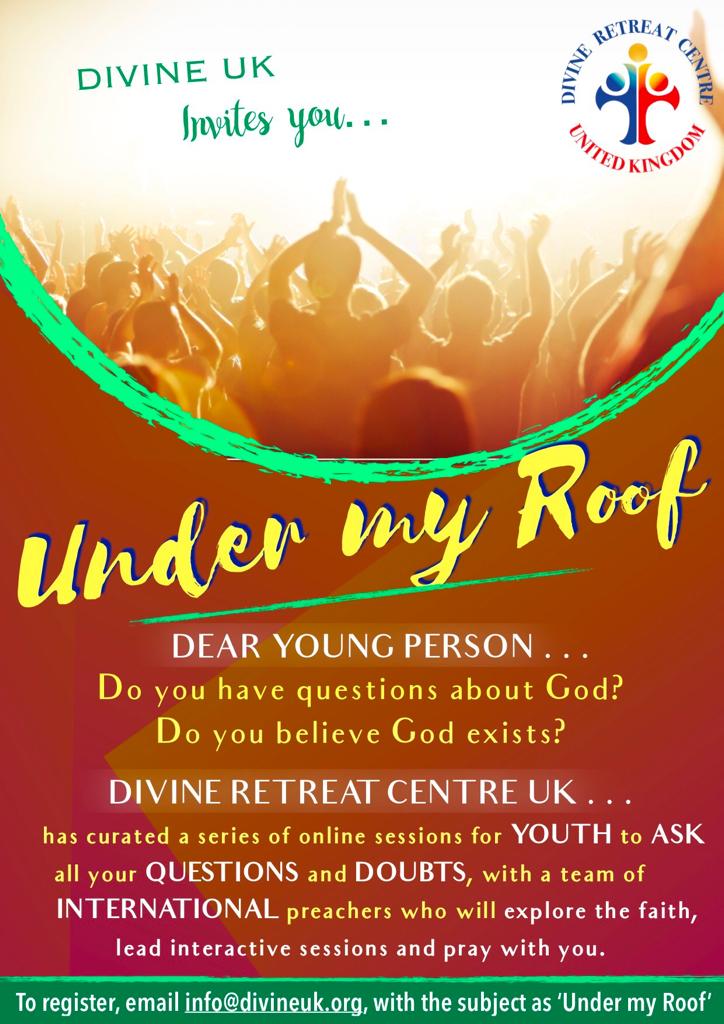 DIVINE UK
Invites you...
DIVINE RETREAT CENTRE
UNITED KINGDOM
Under my Roof
DEAR YOUNG PERSON . . .
Do you have questions about God?
Do you believe God exists?
DIVINE RETREAT CENTRE UK . . .
has curated a series of online sessions for YOUTH to ASK
all your QUESTIONS and DOUBTS, with a team of
INTERNATIONAL preachers who will explore the faith,
lead interactive sessions and pray with you.
To register, email info@divineuk.org, with the subject as ‘Under my Roof’